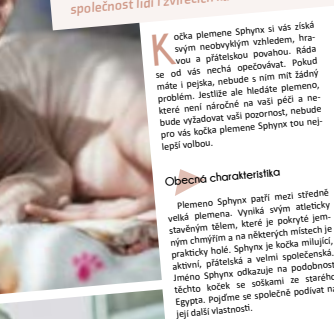 společnost lidí i zvířecích
Kočka plemene Sphynx si vás získá
svým neobvyklým vzhledem, hra-
vou a přátelskou povahou. Ráda
se od vás nechá opečovávat. Pokud
máte i pejska, nebude s ním mít žádný
problém. Jestliže ale hledáte plemeno,
které není náročné na vaši péči a ne-
bude vyžadovat vaši pozornost, nebude
pro vás kočka plemene Sphynx tou nej-
lepší volbou.
Obecná charakteristika
Plemeno Sphynx patří mezi středně
velká plemena. Vyniká svým atleticky
stavěným tělem, které je pokryté jem-
ným chmýřím a na některých místech je
prakticky holé. Sphynx je kočka milující,
aktivní, přátelská a velmi společenská.
Jméno Sphynx odkazuje na podobnost
těchto koček se soškami ze starého
Egypta. Pojďme se společně podívat na
její další vlastnosti.